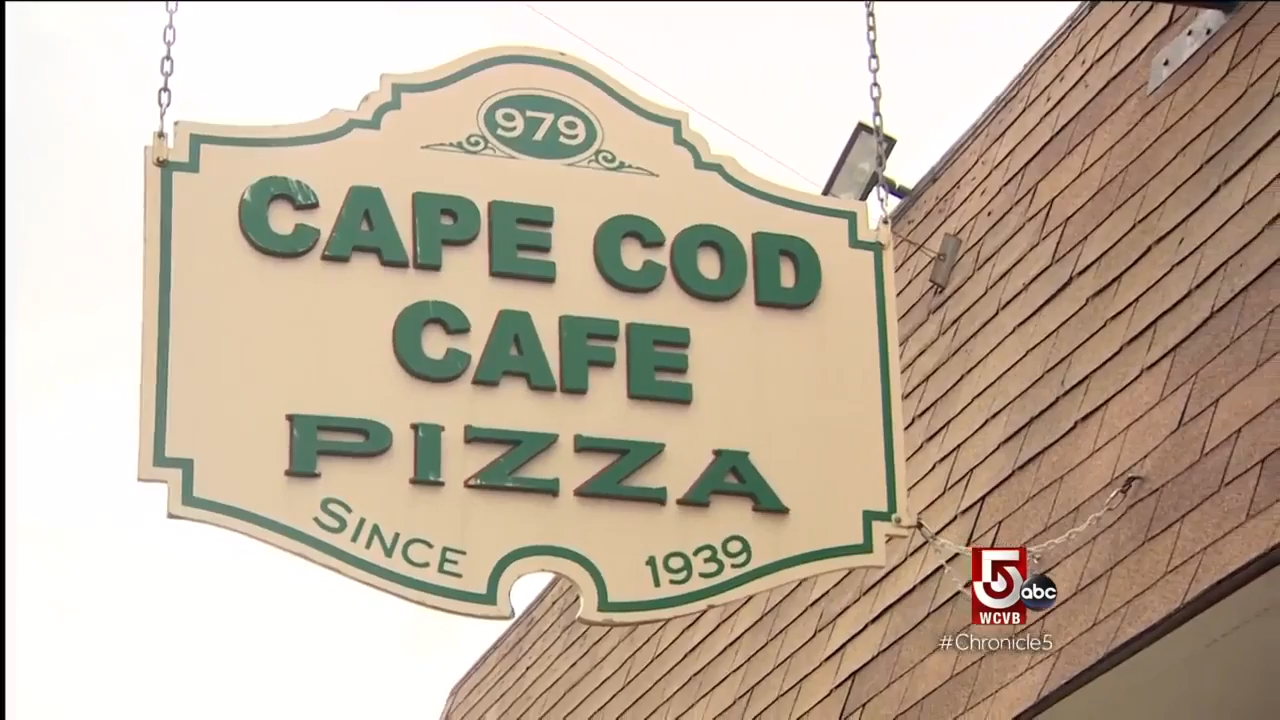 979
CAPE COD
CAFE
PIZZA
SINCE 1939
5 abc
WCVB
#Chronicle5